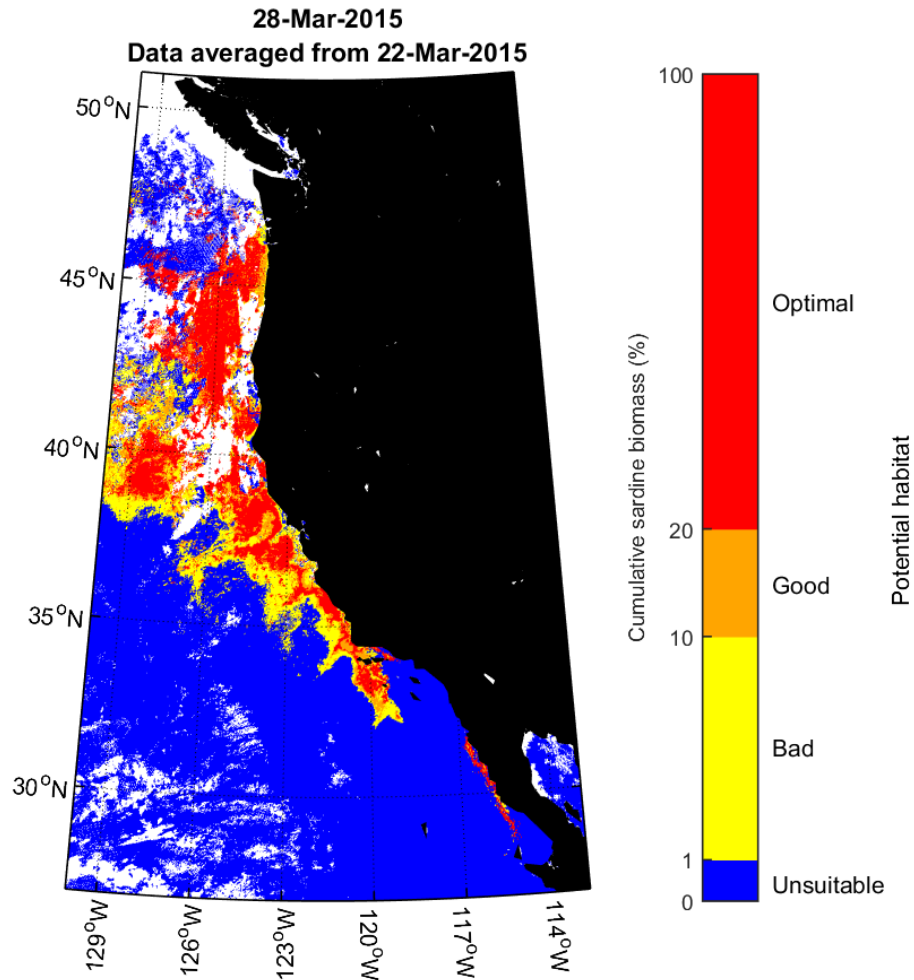 28-Mar-2015
Data averaged from 22-Mar-2015
50°N
45°N
40°N
35°N
30°N
129°W
126°W
123°W
120°W
117°W
114°W
100
20
10
1
0
Cumulative sardine biomass (%)
Optimal
Good
Bad
Unsuitable
Potential habitat